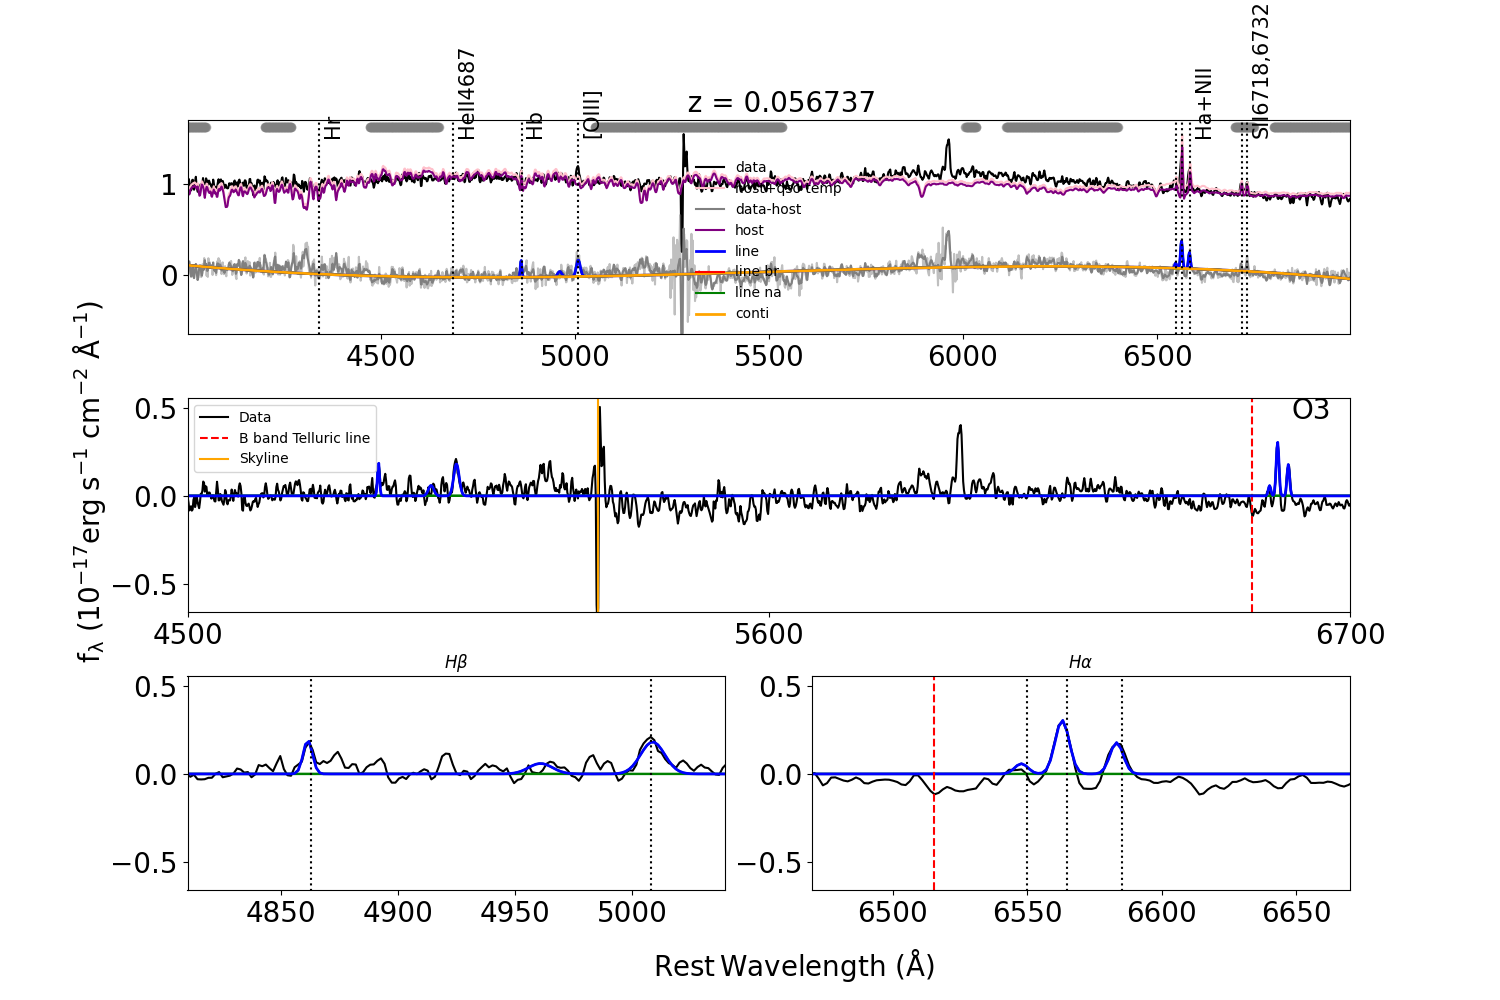 z = 0.056737
Hr
HeII4687
Hb
[OIII]
Ha+NII
SII6718,6732
data
host+qso temp
data-host
host
line
line br
line na
conti
1
0
4500 5000 5500 6000 6500
f_λ (10⁻¹⁷erg s⁻¹ cm⁻² Å⁻¹)
Data
B band Telluric line
Skyline
O3
0.5
0.0
−0.5
4500 5600 6700
Hβ
0.5
0.0
−0.5
4850 4900 4950 5000
Hα
0.5
0.0
−0.5
6500 6550 6600 6650
Rest Wavelength (Å)